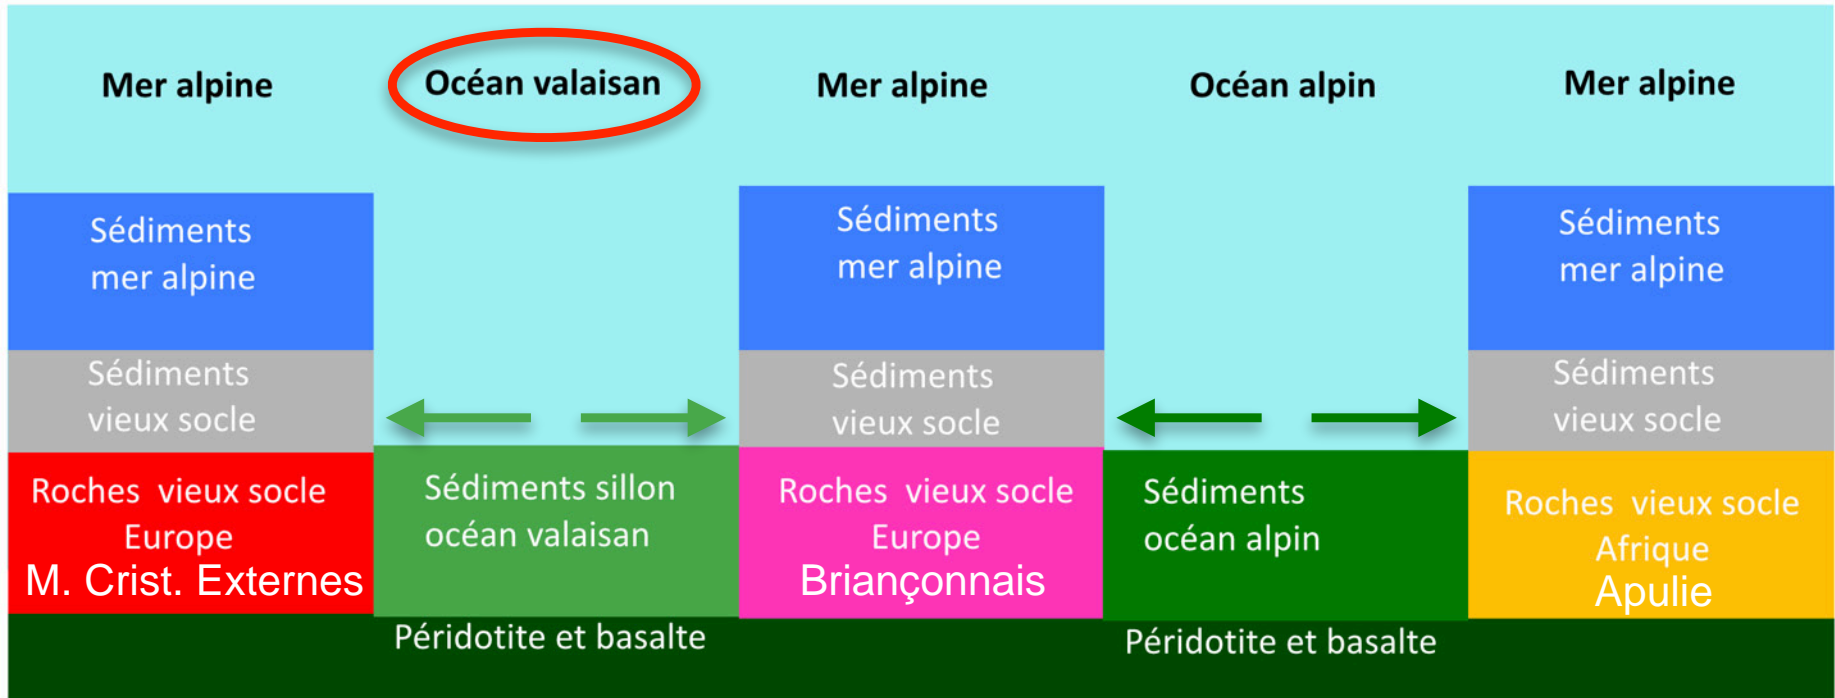 Mer alpine
Océan valaisan
Mer alpine
Océan alpin
Mer alpine
Sédiments
mer alpine
Sédiments
mer alpine
Sédiments
mer alpine
Sédiments
vieux socle
Sédiments
vieux socle
Sédiments
vieux socle
Roches vieux socle
Europe
M. Crist. Externes
Sédiments sillon
océan valaisan
Roches vieux socle
Europe
Briançonnais
Sédiments
océan alpin
Roches vieux socle
Afrique
Apulie
Péridotite et basalte
Péridotite et basalte